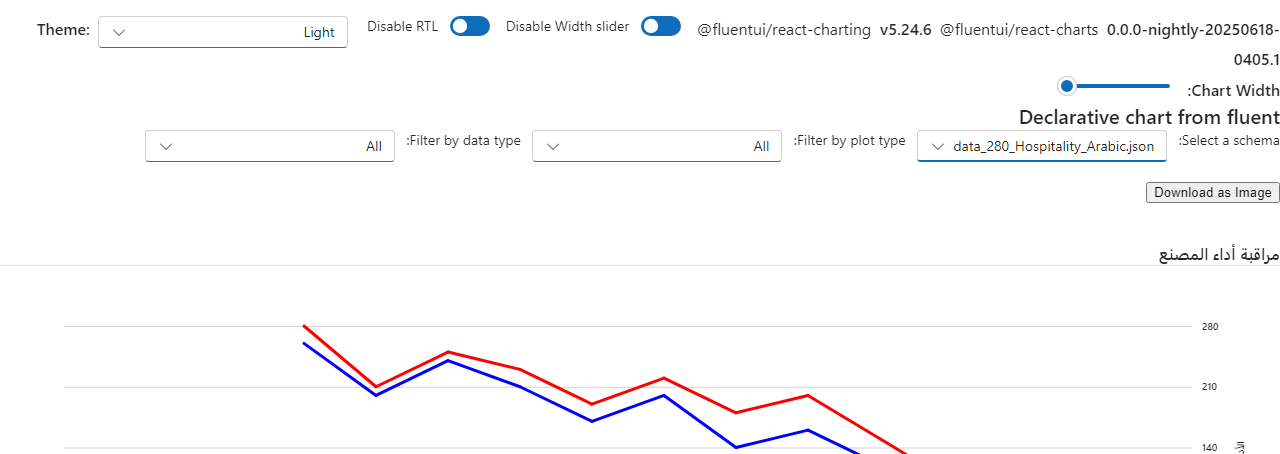 Theme: Light Disable RTL Disable Width slider @fluentui/react-charting v5.24.6 @fluentui/react-charts 0.0.0-nightly-20250618-
0405.1
Chart Width:
Declarative chart from fluent
Select a schema: data_280_Hospitality_Arabic.json Filter by plot type: All Filter by data type: All
Download as Image
مراقبة أداء المصنع
280
210
140